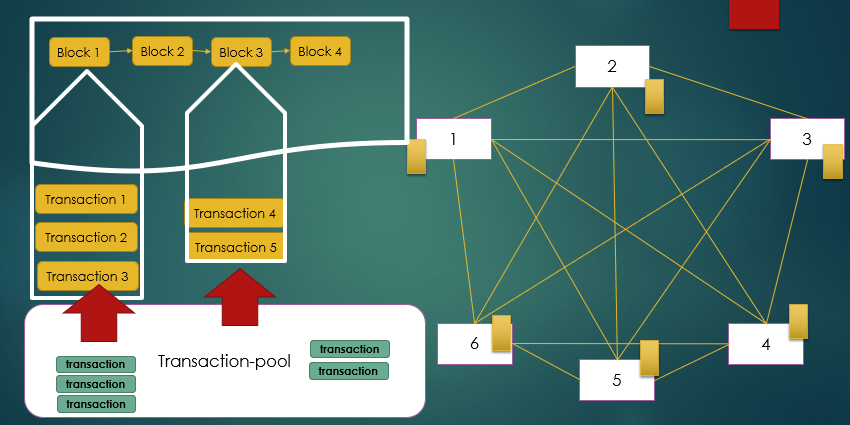 Block 1
Block 2
Block 3
Block 4
Transaction 1
Transaction 2
Transaction 3
Transaction 4
Transaction 5
transaction
transaction
transaction
Transaction-pool
transaction
transaction
1
2
3
4
5
6